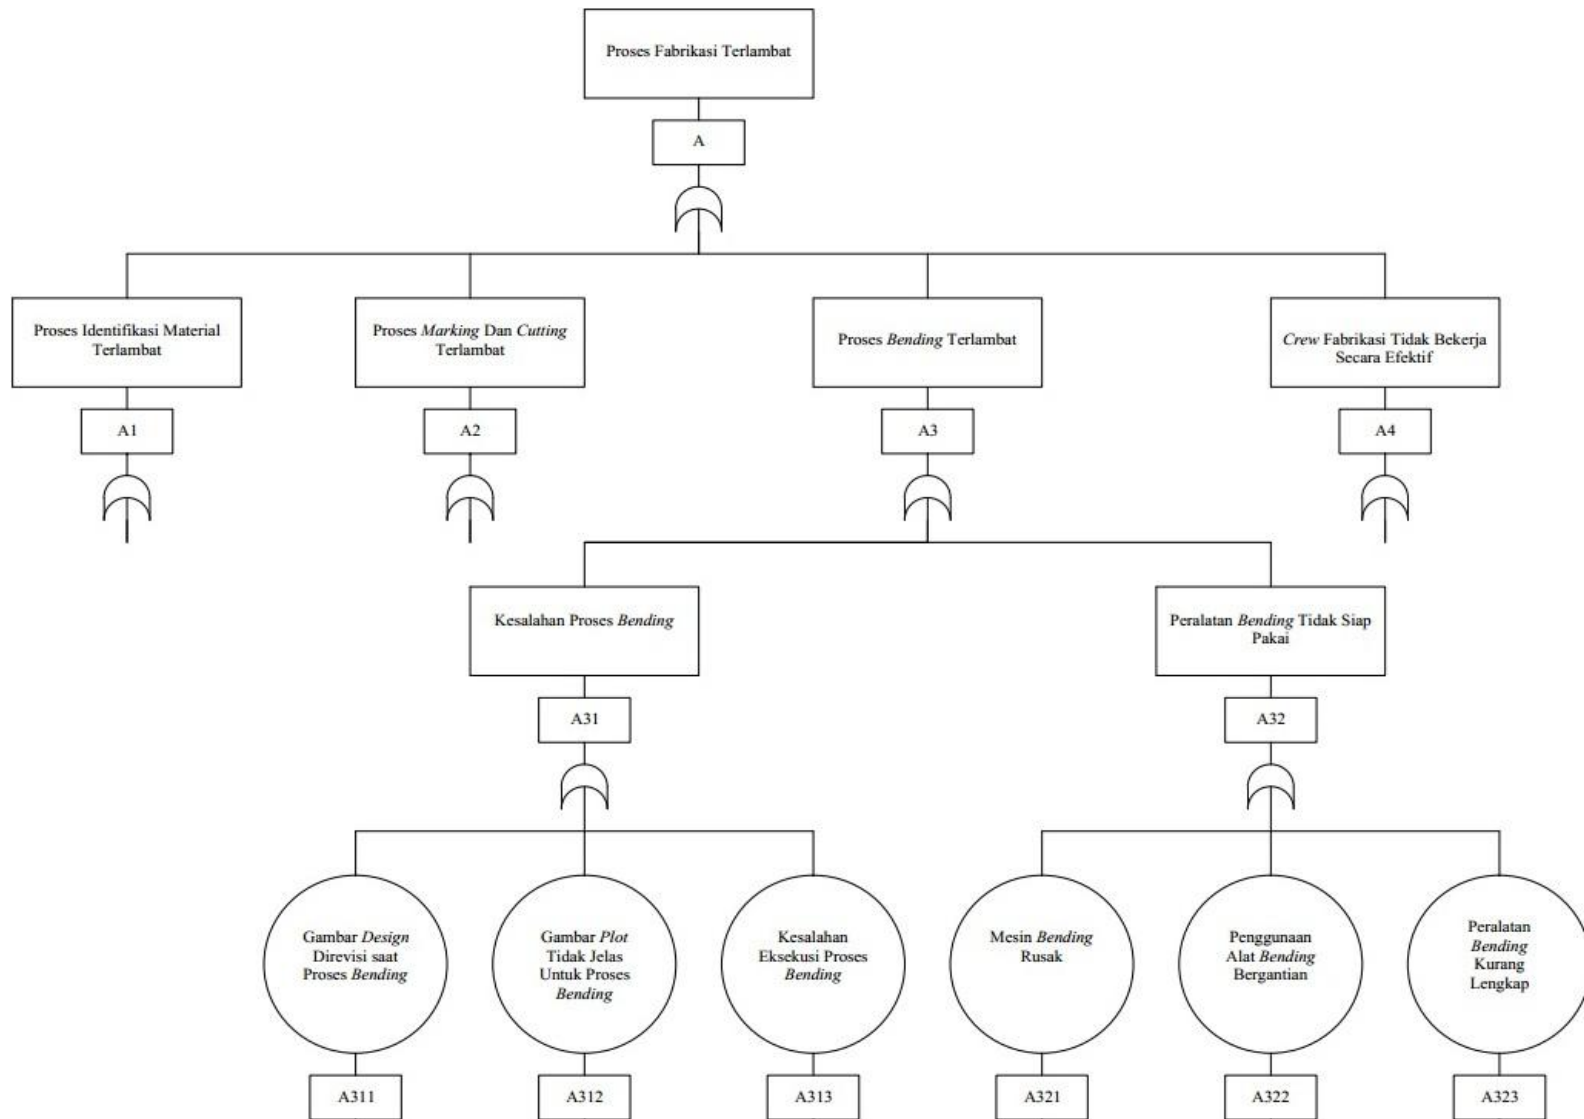 Proses Fabrikasi Terlambat
A
Proses Identifikasi Material
Terlambat
Proses Marking Dan Cutting
Terlambat
Proses Bending Terlambat
Crew Fabrikasi Tidak Bekerja
Secara Efektif
A1
A2
A3
A4
Kesalahan Proses Bending
Peralatan Bending Tidak Siap
Pakai
A31
A32
Gambar Design
Direvisi saat
Proses Bending
Gambar Plot
Tidak Jelas
Untuk Proses
Bending
Kesalahan
Eksekusi Proses
Bending
Mesin Bending
Rusak
Penggunaan
Alat Bending
Bergantian
Peralatan
Bending
Kurang
Lengkap
A311
A312
A313
A321
A322
A323